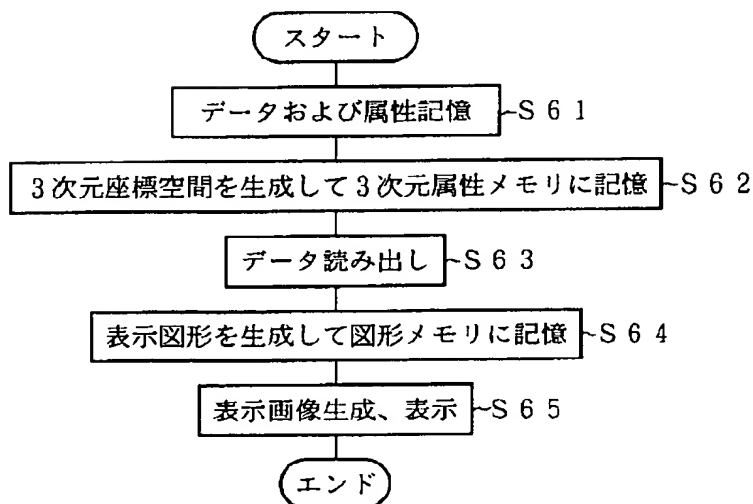 スタート
データおよび属性記憶 S61
3次元座標空間を生成して3次元属性メモリに記憶 S62
データ読み出し S63
表示図形を生成して図形メモリに記憶 S64
表示画像生成、表示 S65
エンド